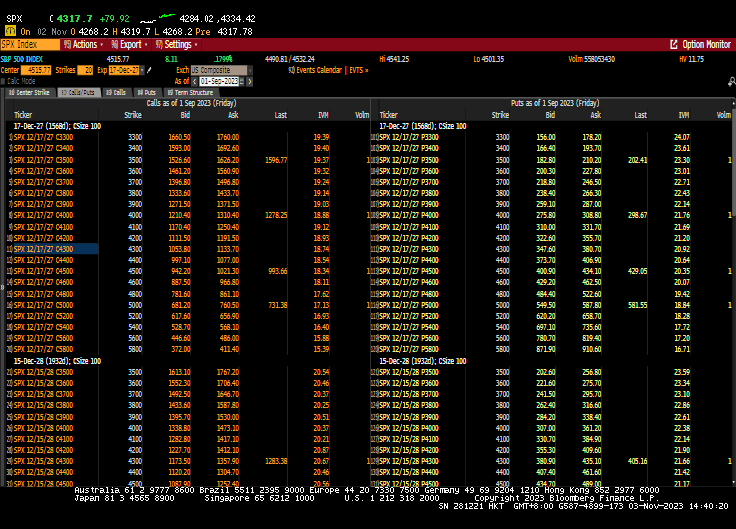 SPX C 4317.7 +79.92 4284.02,4334.42
On 02 Nov O 4268.2 H 4319.7 L 4268.2 Prev 4317.78
SPX Index Actions Export Settings Option Monitor
S&P 500 INDEX 4515.77 8.11 .1799% 4490.81 / 4532.24 Hi 4541.25 Lo 4501.35 Volm 558053430 HV 11.75
Center 4515.77 Strikes 20 Exp 17-Dec-27 Exch US Composite 93) Events Calendar | EVTS »
Calc Mode As of 01-Sep-2023
Center Strike Calls/Puts Calls Puts Term Structure
Calls as of 1 Sep 2023 (Friday) Puts as of 1 Sep 2023 (Friday)
Ticker Strike Bid Ask Last IVM Volm Ticker Strike Bid Ask Last IVM Volm
17-Dec-27 (1568d); CSize 100 17-Dec-27 (1568d); CSize 100
SPX 12/17/27 C3300 3300 1660.50 1760.00 19.39 SPX 12/17/27 P3300 3300 156.00 178.20 24.07
SPX 12/17/27 C3400 3400 1593.00 1692.60 19.40 SPX 12/17/27 P3400 3400 166.40 193.70 23.61
SPX 12/17/27 C3500 3500 1526.60 1626.20 1596.77 19.37 SPX 12/17/27 P3500 3500 182.80 210.20 202.41 23.30 1
SPX 12/17/27 C3600 3600 1461.20 1560.90 19.32 SPX 12/17/27 P3600 3600 200.30 227.80 23.01
SPX 12/17/27 C3700 3700 1396.80 1496.80 19.24 SPX 12/17/27 P3700 3700 218.80 246.50 22.71
SPX 12/17/27 C3800 3800 1333.60 1433.70 19.14 SPX 12/17/27 P3800 3800 238.40 266.30 22.43
SPX 12/17/27 C3900 3900 1271.50 1371.50 19.03 SPX 12/17/27 P3900 3900 259.10 287.00 22.14
SPX 12/17/27 C4000 4000 1210.40 1310.40 1278.25 18.88 SPX 12/17/27 P4000 4000 275.80 308.80 298.67 21.76 1
SPX 12/17/27 C4100 4100 1170.40 1250.40 19.12 SPX 12/17/27 P4100 4100 310.00 331.70 21.69
SPX 12/17/27 C4200 4200 1111.50 1191.50 18.93 SPX 12/17/27 P4200 4200 322.60 355.70 21.20
SPX 12/17/27 C4300 4300 1053.80 1133.70 18.74 SPX 12/17/27 P4300 4300 347.60 380.70 20.92
SPX 12/17/27 C4400 4400 997.10 1077.00 18.54 SPX 12/17/27 P4400 4400 373.70 406.90 20.64
SPX 12/17/27 C4500 4500 942.20 1021.30 993.66 18.34 SPX 12/17/27 P4500 4500 400.90 434.10 429.05 20.35 1
SPX 12/17/27 C4600 4600 887.50 966.80 18.11 SPX 12/17/27 P4600 4600 429.20 462.50 20.07
SPX 12/17/27 C4800 4800 781.60 861.10 17.62 SPX 12/17/27 P4800 4800 484.40 522.60 19.42
SPX 12/17/27 C5000 5000 681.20 760.50 731.38 17.13 SPX 12/17/27 P5000 5000 549.50 587.80 581.55 18.84 1
SPX 12/17/27 C5200 5200 617.60 656.90 16.93 SPX 12/17/27 P5200 5200 620.20 658.70 18.28
SPX 12/17/27 C5400 5400 528.70 568.10 16.40 SPX 12/17/27 P5400 5400 697.10 735.60 17.72
SPX 12/17/27 C5600 5600 446.60 486.00 15.88 SPX 12/17/27 P5600 5600 780.70 819.40 17.20
SPX 12/17/27 C5800 5800 372.00 411.40 15.39 SPX 12/17/27 P5800 5800 871.90 910.60 16.71
15-Dec-28 (1932d); CSize 100 15-Dec-28 (1932d); CSize 100
SPX 12/15/28 C3500 3500 1613.10 1767.20 20.54 SPX 12/15/28 P3500 3500 202.60 256.80 23.59
SPX 12/15/28 C3600 3600 1552.30 1706.40 20.46 SPX 12/15/28 P3600 3600 221.60 275.70 23.34
SPX 12/15/28 C3700 3700 1492.50 1646.70 20.37 SPX 12/15/28 P3700 3700 241.50 295.70 23.10
SPX 12/15/28 C3800 3800 1433.60 1587.80 20.25 SPX 12/15/28 P3800 3800 262.40 316.60 22.86
SPX 12/15/28 C3900 3900 1395.70 1530.00 20.51 SPX 12/15/28 P3900 3900 284.20 338.40 22.62
SPX 12/15/28 C4000 4000 1338.80 1473.10 20.37 SPX 12/15/28 P4000 4000 307.00 361.20 22.38
SPX 12/15/28 C4100 4100 1282.80 1417.10 20.21 SPX 12/15/28 P4100 4100 330.70 384.90 22.14
SPX 12/15/28 C4200 4200 1227.70 1412.10 20.87 SPX 12/15/28 P4200 4200 355.30 409.60 21.90
SPX 12/15/28 C4300 4300 1173.50 1357.90 1283.38 20.67 SPX 12/15/28 P4300 4300 380.90 435.10 405.16 21.66 1
SPX 12/15/28 C4400 4400 1120.20 1304.70 20.46 SPX 12/15/28 P4400 4400 407.40 461.60 21.42
SPX 12/15/28 C4500 4500 1087.90 1252.40 SPX 12/15/28 P4500 4500 434.70 489.00 21.17
Australia 61 2 9777 8600 Brazil 5511 2395 9000 Europe 44 20 7330 7500 Germany 49 69 9204 1210 Hong Kong 852 2977 6000
Japan 81 3 4565 8900 Singapore 65 6212 1000 U.S. 1 212 318 2000 Copyright 2023 Bloomberg Finance L.P.
SN 281221 HKT GMT+8:00 G587-4899-173 03-Nov-2023 14:40:20